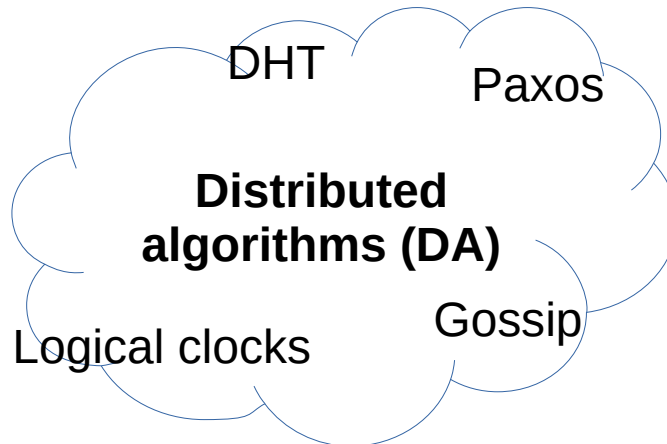 DHT
Paxos
Distributed
algorithms (DA)
Gossip
Logical clocks